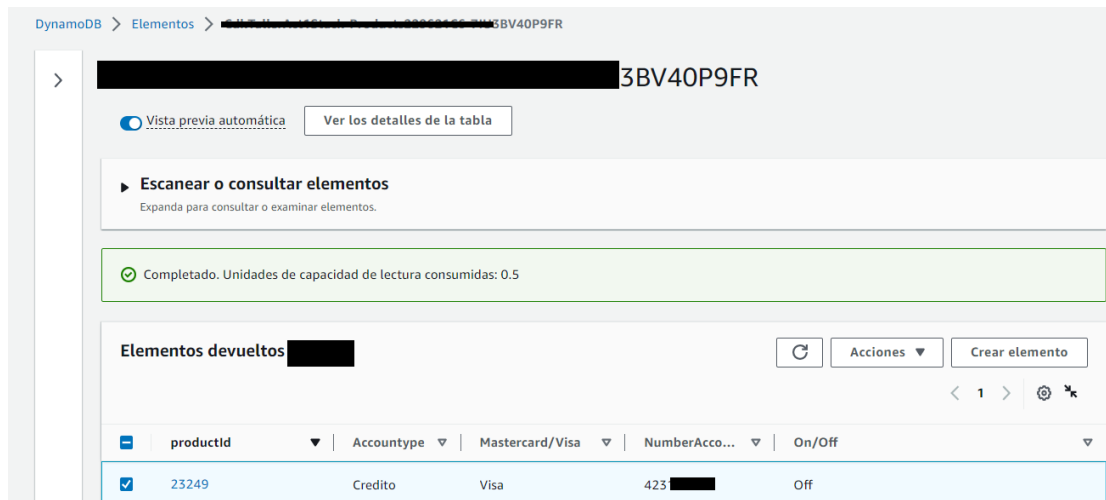 DynamoDB > Elementos > 3BV40P9FR
3BV40P9FR
Vista previa automática Ver los detalles de la tabla
Escanear o consultar elementos
Expanda para consultar o examinar elementos.
Completado. Unidades de capacidad de lectura consumidas: 0.5
Elementos devueltos Acciones Crear elemento
1
productId Accountype Mastercard/Visa NumberAcco... On/Off
23249 Credito Visa 423 Off